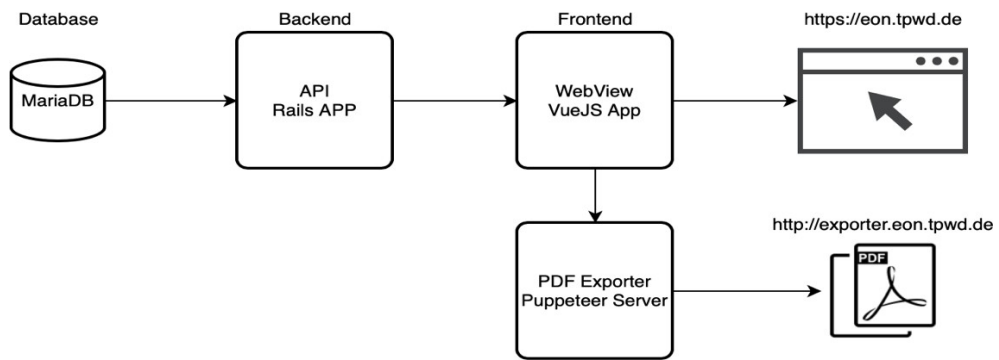 Database
Backend
Frontend
https://eon.tpwd.de
MariaDB
API
Rails APP
WebView
VueJS App
http://exporter.eon.tpwd.de
PDF Exporter
Puppeteer Server
PDF